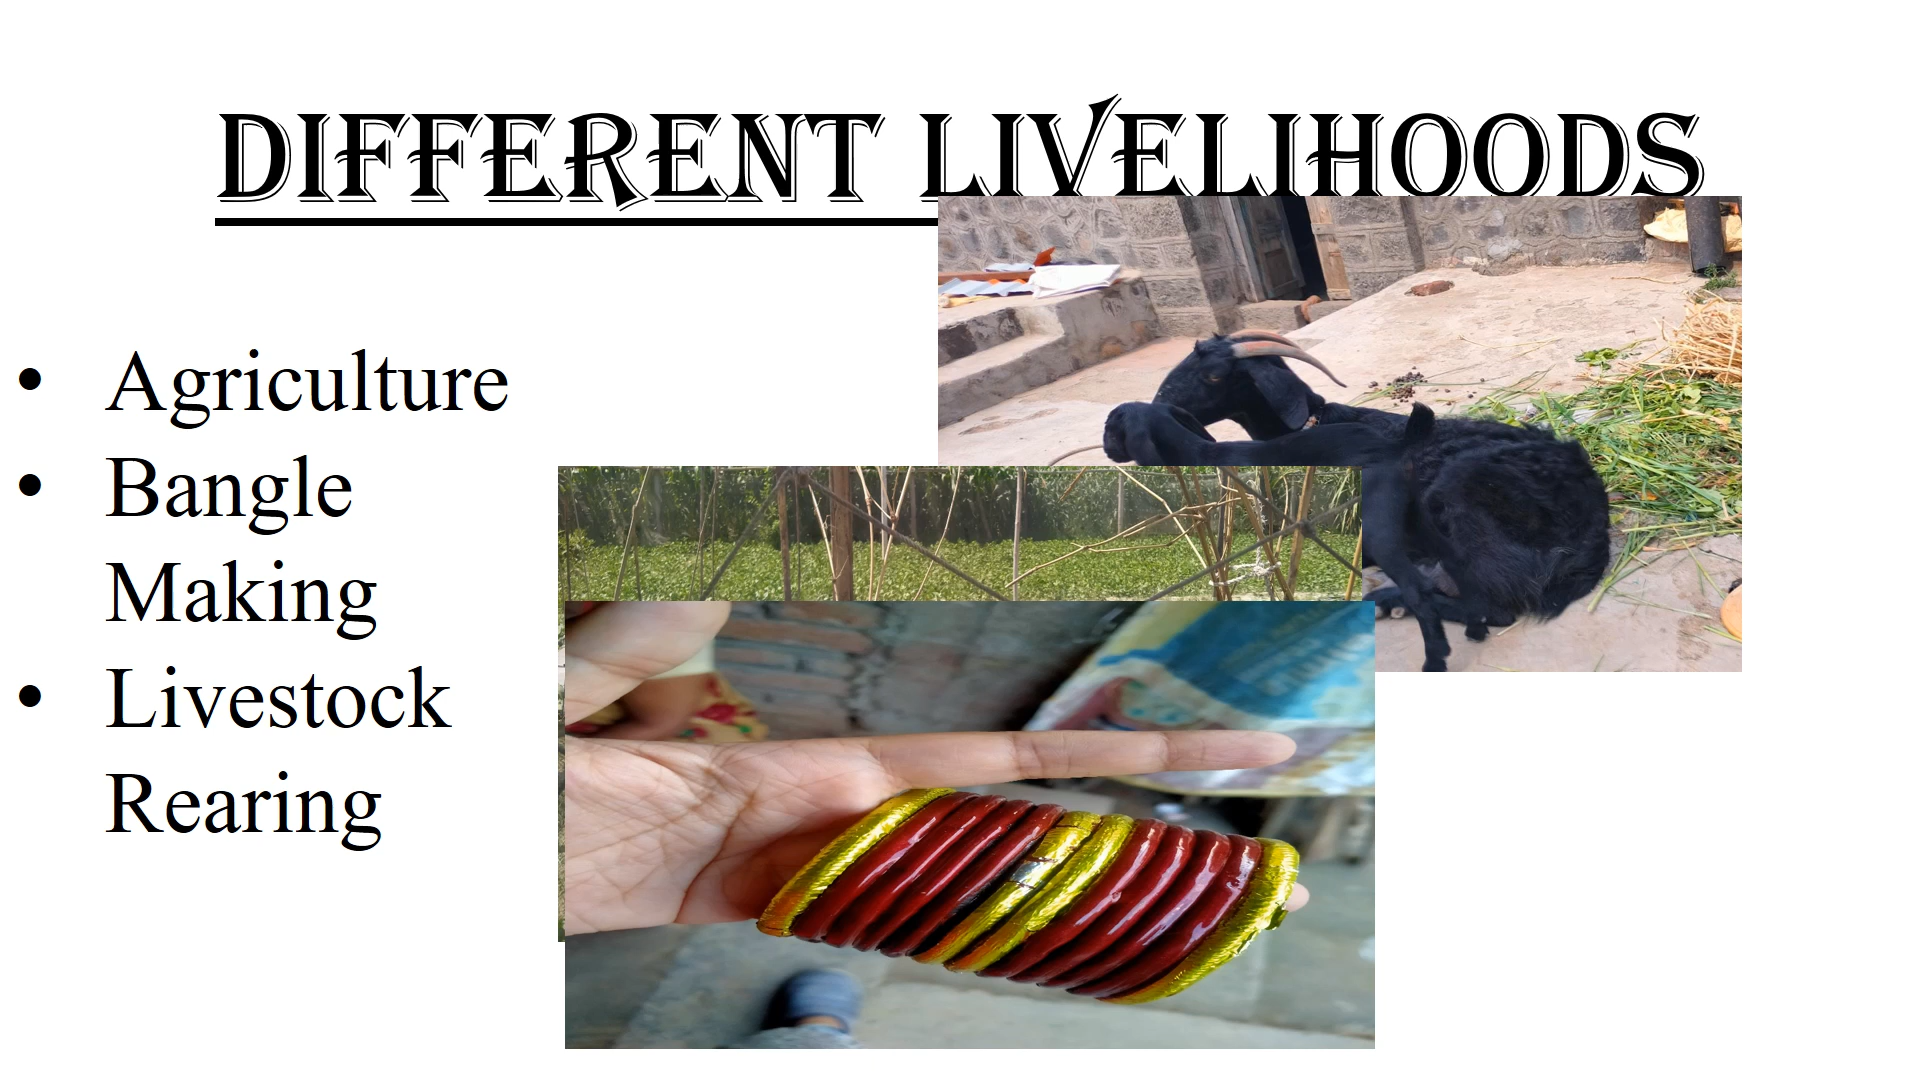 DIFFERENT LIVELIHOODS
• Agriculture
• Bangle
Making
• Livestock
Rearing